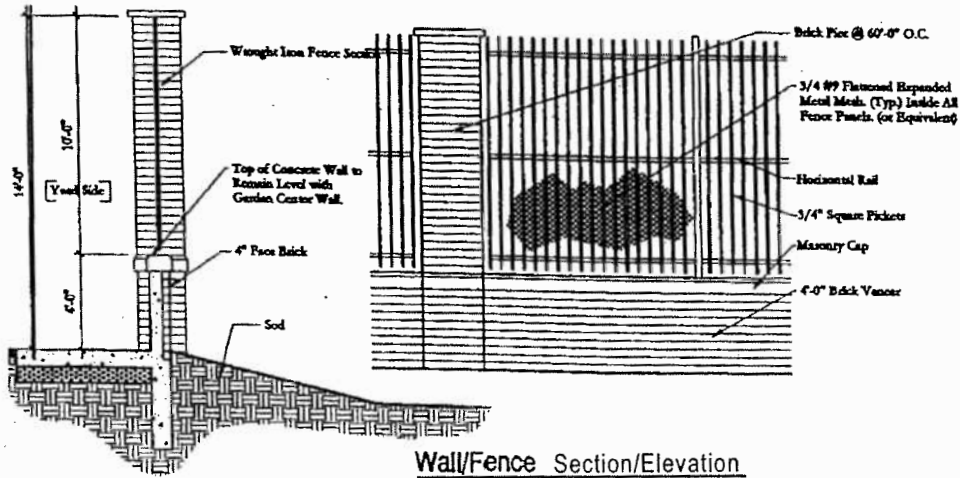 Wrought Iron Fence Section
10'-0"
14'-0"
[Yard Side]
Top of Concrete Wall to
Remain Level with
Garden Center Wall.
4" Face Brick
4'-0"
Sod
Brick Pier @ 60'-0" O.C.
3/4 #9 Flattened Expanded
Metal Mesh. (Typ.) Inside All
Fence Panels. (or Equivalent)
Horizontal Rail
3/4" Square Pickets
Masonry Cap
4'-0" Brick Veneer
Wall/Fence Section/Elevation